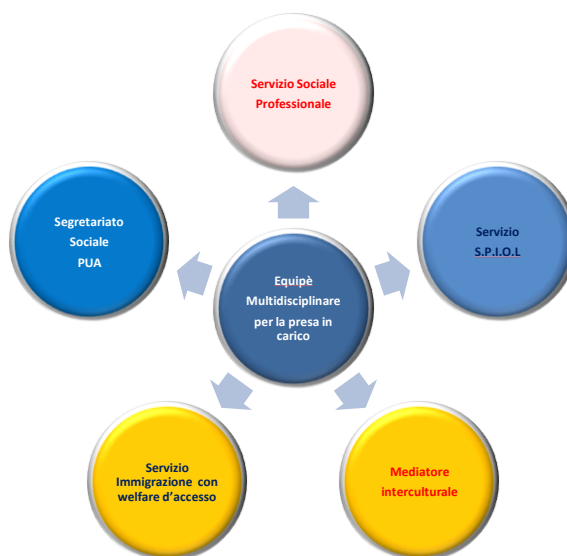 Servizio Sociale
Professionale
Segretariato
Sociale
PUA
Servizio
S.P.I.O.L
Equipè
Multidisciplinare
per la presa in
carico
Servizio
Immigrazione con
welfare d'accesso
Mediatore
interculturale